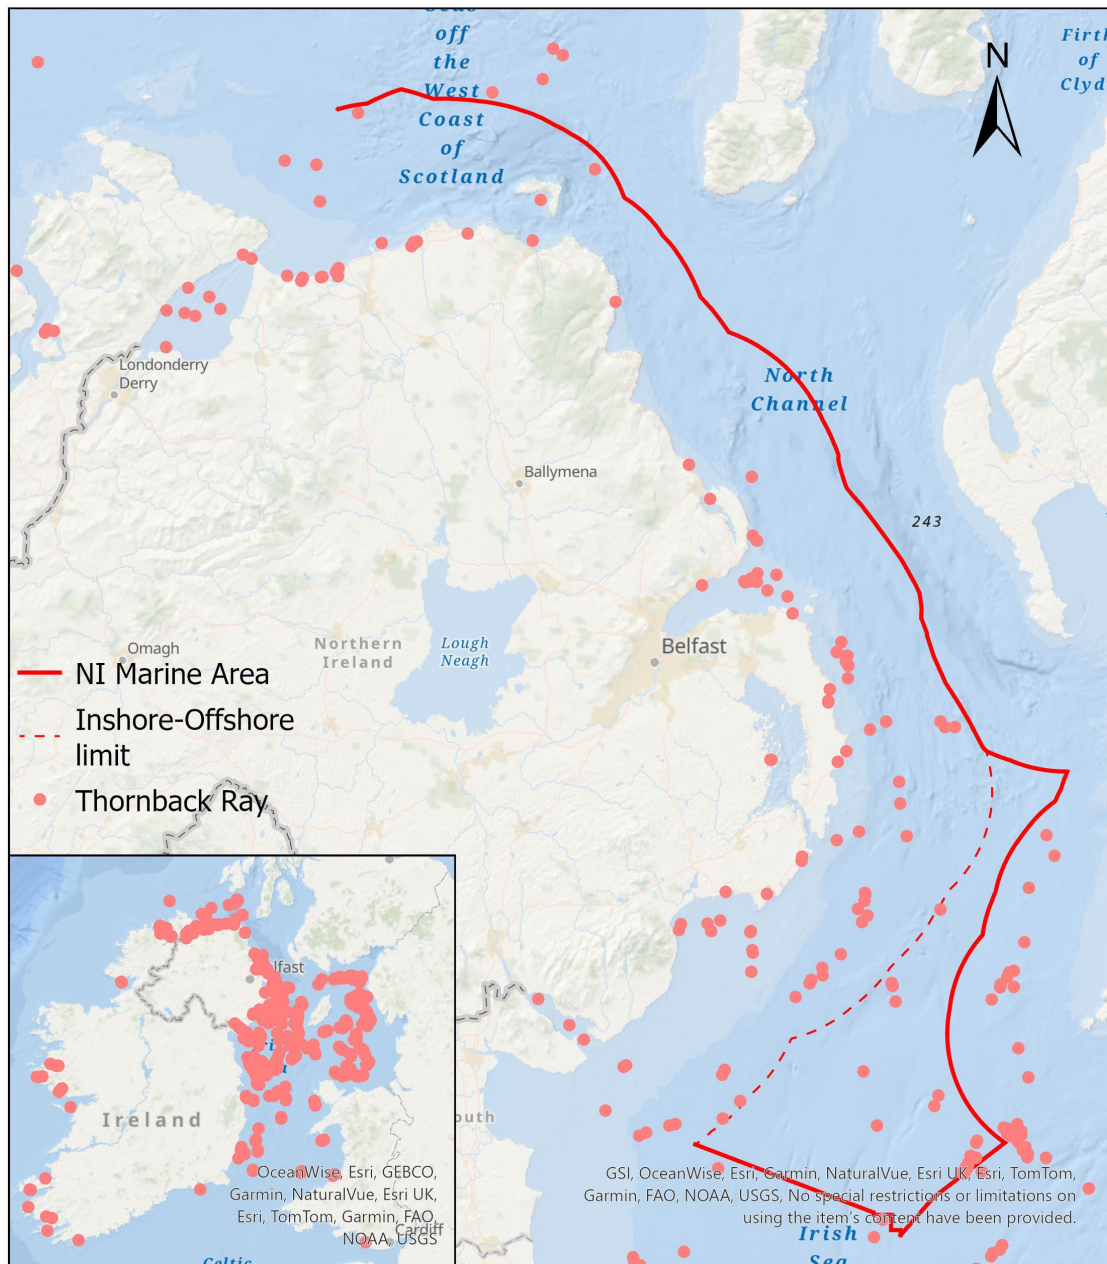 Seas
off
the
West
Coast
of
Scotland
Firth
of
Clyd
N
North
Channel
243
Londonderry
Derry
Ballymena
Omagh
Northern
Ireland
Lough
Neagh
Belfast
NI Marine Area
Inshore-Offshore
limit
Thornback Ray
lfast
Ireland
outh
OceanWise, Esri, GEBCO,
Garmin, NaturalVue, Esri UK,
Esri, TomTom, Garmin, FAO,
NOAA, USGS
Cardiff
Celtic
GSI, OceanWise, Esri, Garmin, NaturalVue, Esri UK, Esri, TomTom,
Garmin, FAO, NOAA, USGS, No special restrictions or limitations on
using the item's content have been provided.
Irish
Sea